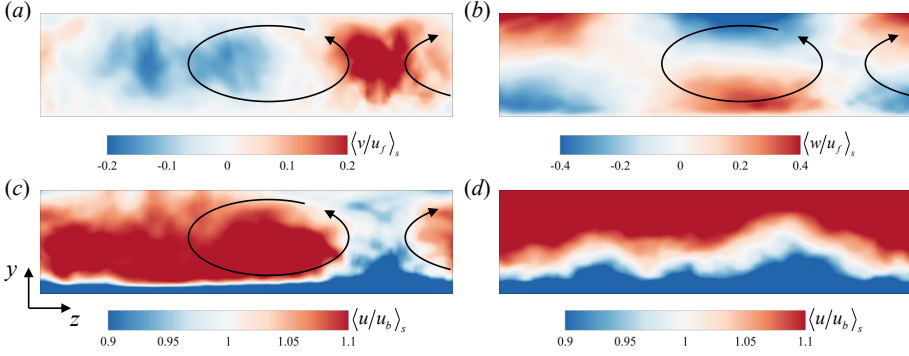 (a)
(b)
⟨v/u_f⟩_s
-0.2 -0.1 0 0.1 0.2
⟨w/u_f⟩_s
-0.4 -0.2 0 0.2 0.4
(c)
(d)
y
z
⟨u/u_b⟩_s
0.9 0.95 1 1.05 1.1
⟨u/u_b⟩_s
0.9 0.95 1 1.05 1.1